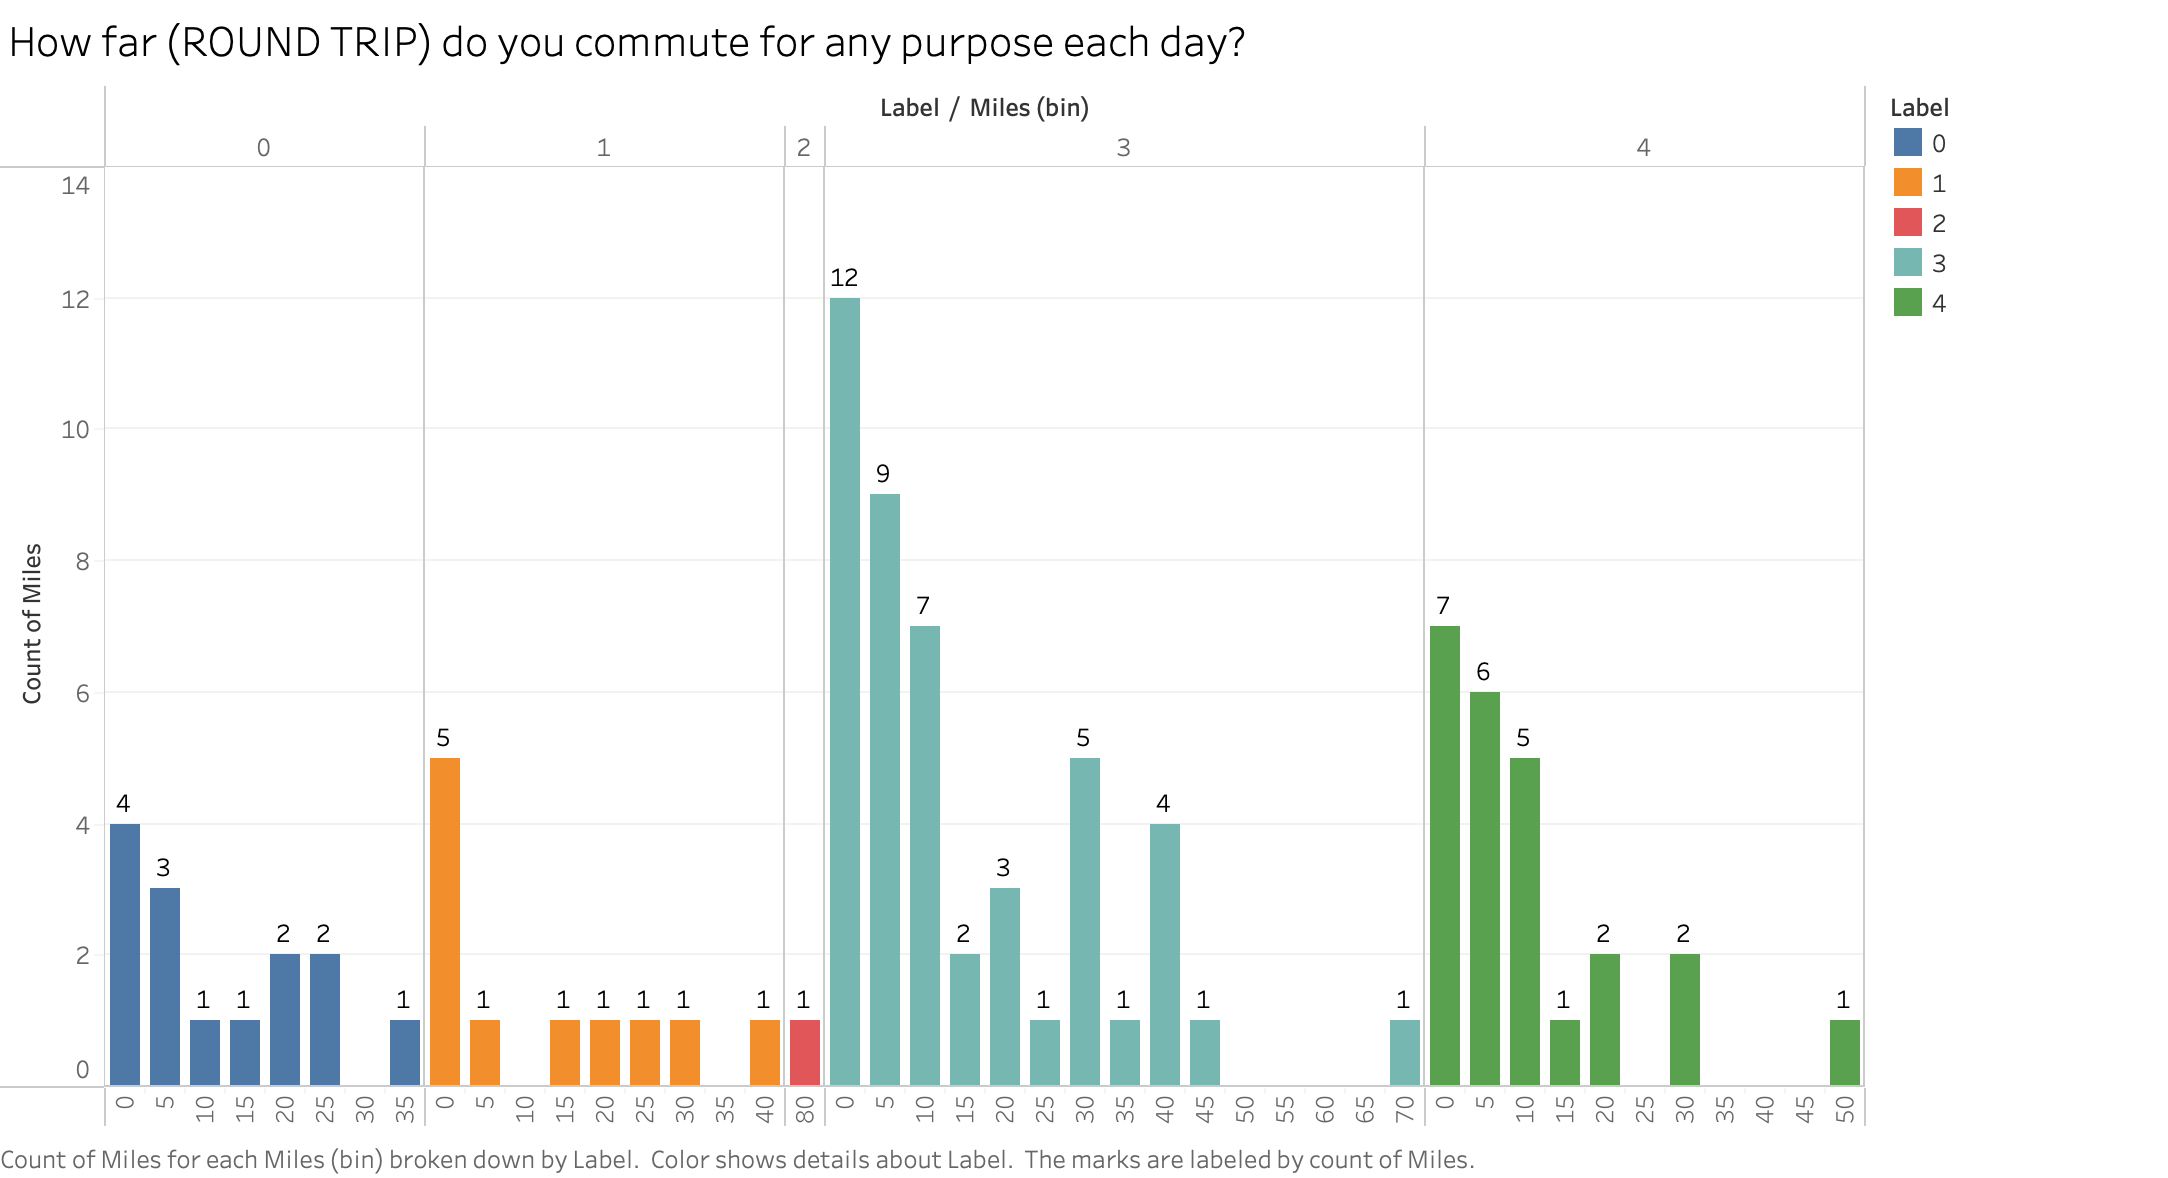 How far (ROUND TRIP) do you commute for any purpose each day?
Label / Miles (bin)
0 1 2 3 4
14
12
10
8
6
4
2
0
Count of Miles
4 3 1 1 2 2 1
5 1 1 1 1 1 1
1
12 9 7 2 3 1 5 1 4 1 1
7 6 5 1 2 2 1
0 5 10 15 20 25 30 35 0 5 10 15 20 25 30 35 40 80 0 5 10 15 20 25 30 35 40 45 50 55 60 65 70 0 5 10 15 20 25 30 35 40 45 50
Label
0
1
2
3
4
Count of Miles for each Miles (bin) broken down by Label. Color shows details about Label. The marks are labeled by count of Miles.